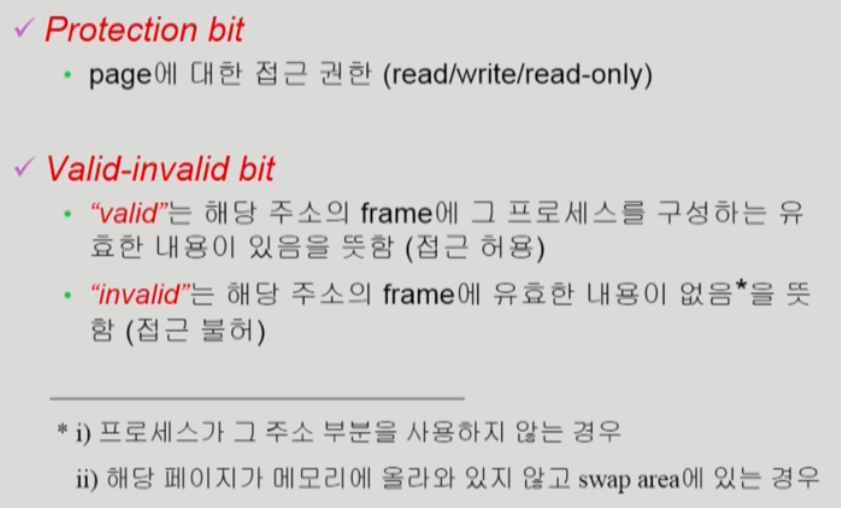 ✓ Protection bit
• page에 대한 접근 권한 (read/write/read-only)
✓ Valid-invalid bit
• “valid”는 해당 주소의 frame에 그 프로세스를 구성하는 유
효한 내용이 있음을 뜻함 (접근 허용)
• “invalid”는 해당 주소의 frame에 유효한 내용이 없음*을 뜻
함 (접근 불허)
* i) 프로세스가 그 주소 부분을 사용하지 않는 경우
ii) 해당 페이지가 메모리에 올라와 있지 않고 swap area에 있는 경우